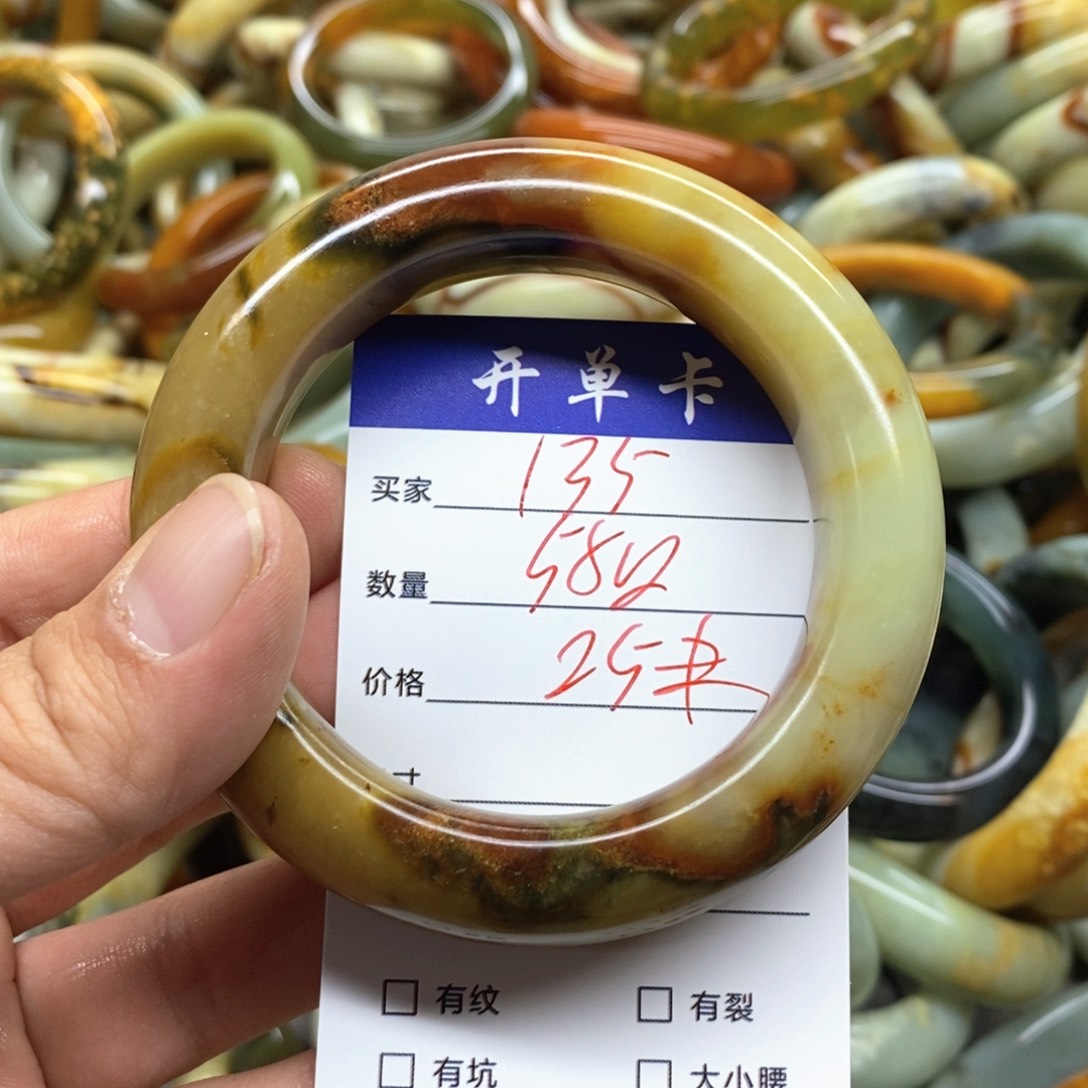 开单卡
买家 135
数量 58
价格 25
寸
有纹 有裂
有坑 大小腰